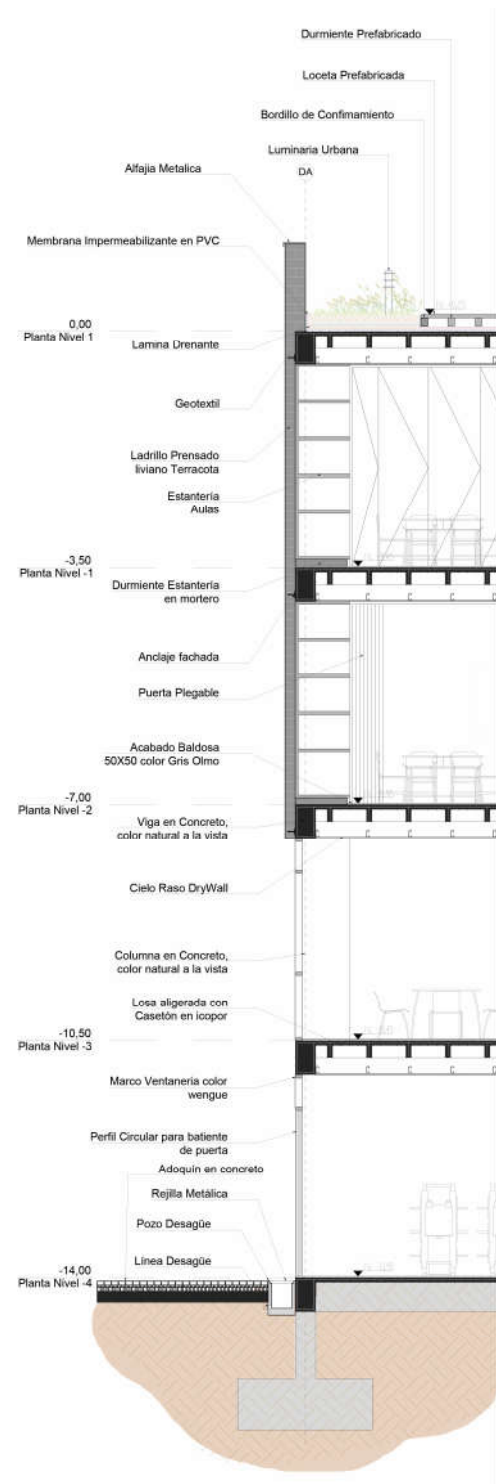 Durmiente Prefabricado
Loceta Prefabricada
Bordillo de Confimamiento
Luminaria Urbana
DA
Alfajia Metalica
Membrana Impermeabilizante en PVC
0,00
Planta Nivel 1
Lamina Drenante
Geotextil
Ladrillo Prensado
liviano Terracota
Estantería
Aulas
-3,50
Planta Nivel -1
Durmiente Estantería
en mortero
Anclaje fachada
Puerta Plegable
Acabado Baldosa
50X50 color Gris Olmo
-7,00
Planta Nivel -2
Viga en Concreto,
color natural a la vista
Cielo Raso DryWall
Columna en Concreto,
color natural a la vista
Losa aligerada con
Casetón en icopor
-10,50
Planta Nivel -3
Marco Ventaneria color
wengue
Perfil Circular para batiente
de puerta
Adoquin en concreto
Rejilla Metálica
Pozo Desagüe
Línea Desagüe
-14,00
Planta Nivel -4